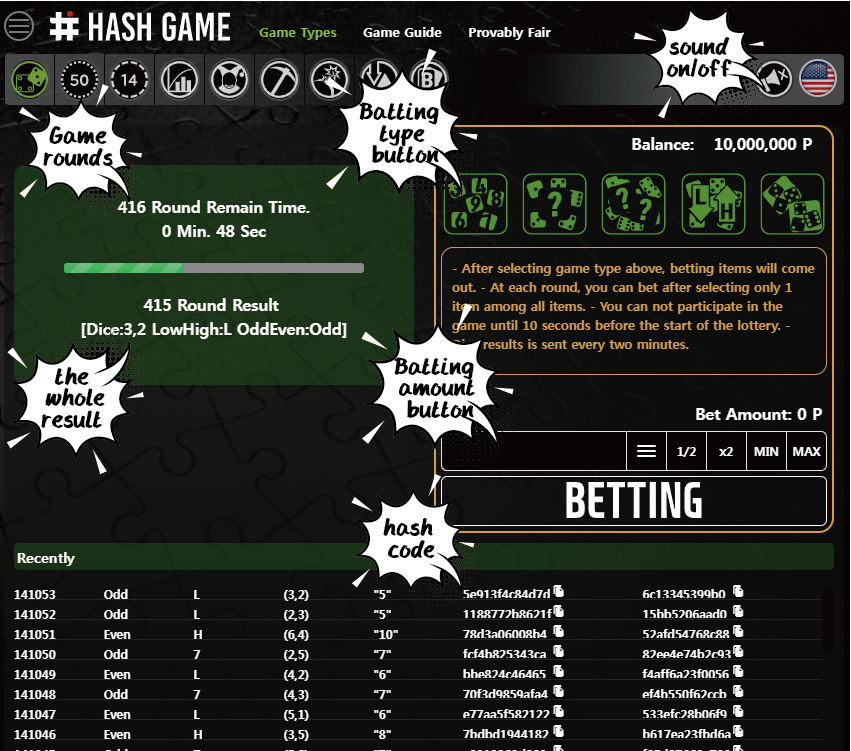 # HASH GAME
Game Types
Game Guide
Provably Fair
sound
on/off
50
14
B
Game
rounds
Batting
type
button
Balance: 10,000,000 P
416 Round Remain Time.
0 Min. 48 Sec
415 Round Result
[Dice:3,2 LowHigh:L OddEven:Odd]
- After selecting game type above, betting items will come
out. - At each round, you can bet after selecting only 1
item among all items. - You can not participate in the
game until 10 seconds before the start of the lottery. -
results is sent every two minutes.
the
whole
result
Batting
amount
button
Bet Amount: 0 P
1/2
x2
MIN
MAX
BETTING
hash
code
Recently
141053 Odd L (3,2) "5" 5e913f4c84d7d 6c13345399b0
141052 Odd L (2,3) "5" 1188772b8621f 15bb5206aad0
141051 Even H (6,4) "10" 78d3a06008b4 52afd54768c88
141050 Odd 7 (2,5) "7" fcf4b825343ca 82ee4e74b2c93
141049 Even L (4,2) "6" bbe824c46465 f4aff6a23f0056
141048 Odd 7 (4,3) "7" 70f3d9859afa4 ef4b550f62ccb
141047 Even L (5,1) "6" e77aa5f582122 533efc28b06f9
141046 Even H (3,5) "8" 7bdbd1944182 b617ea23fbd6a